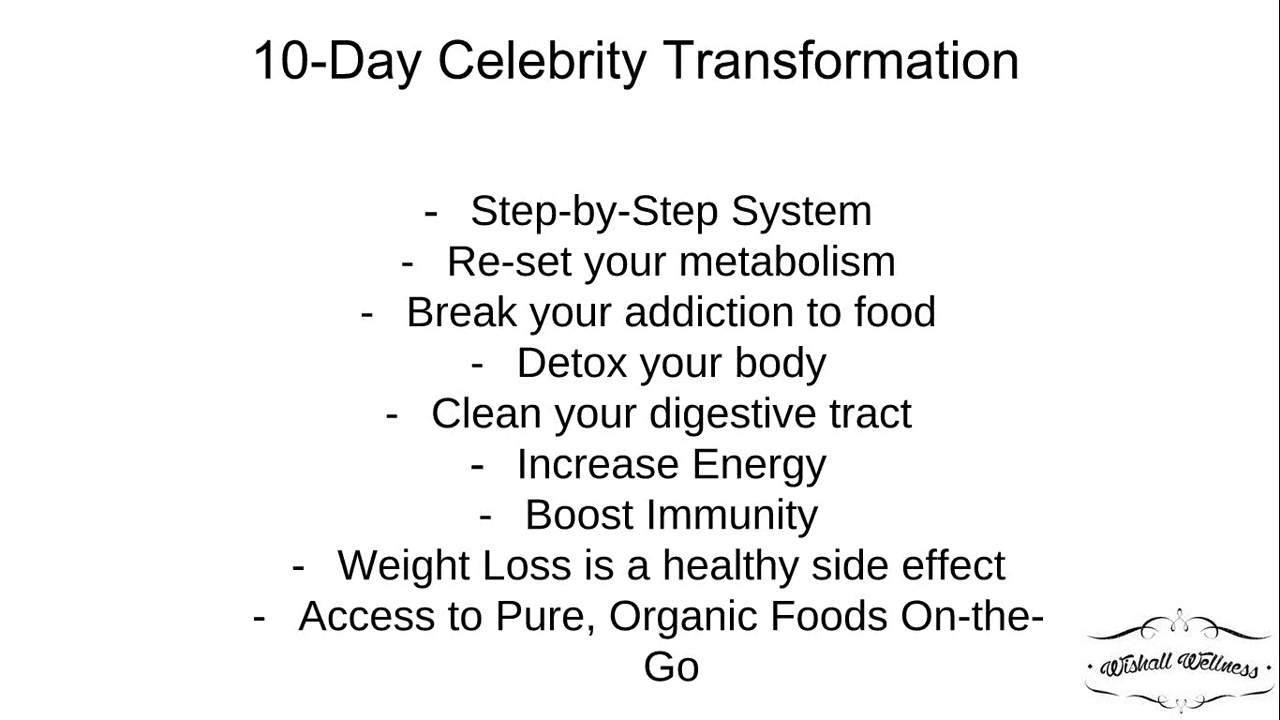 10-Day Celebrity Transformation
- Step-by-Step System
- Re-set your metabolism
- Break your addiction to food
- Detox your body
- Clean your digestive tract
- Increase Energy
- Boost Immunity
- Weight Loss is a healthy side effect
- Access to Pure, Organic Foods On-the-
Go
• Wishall Wellness •